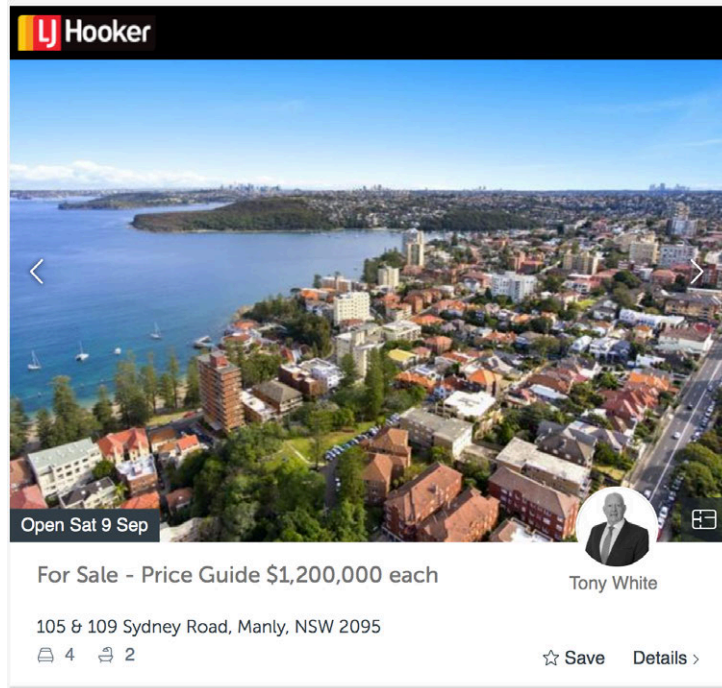 LJ Hooker
Open Sat 9 Sep
For Sale - Price Guide $1,200,000 each
Tony White
105 & 109 Sydney Road, Manly, NSW 2095
4 2
Save Details